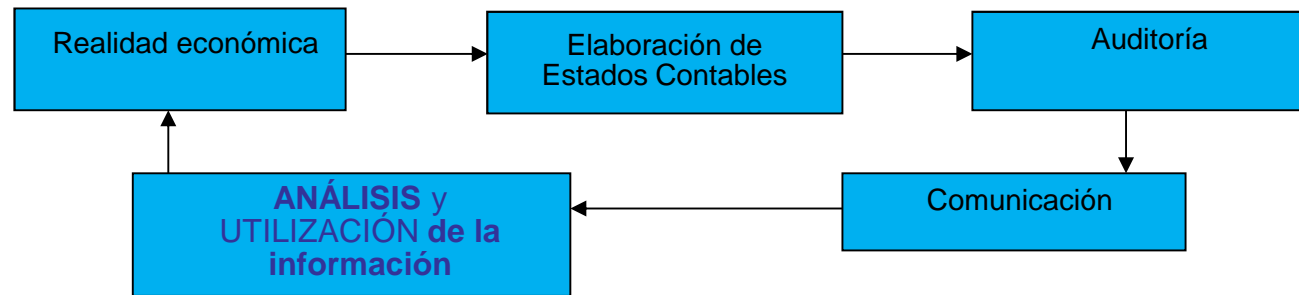 Realidad económica
Elaboración de
Estados Contables
Auditoría
Comunicación
ANÁLISIS y
UTILIZACIÓN de la
información